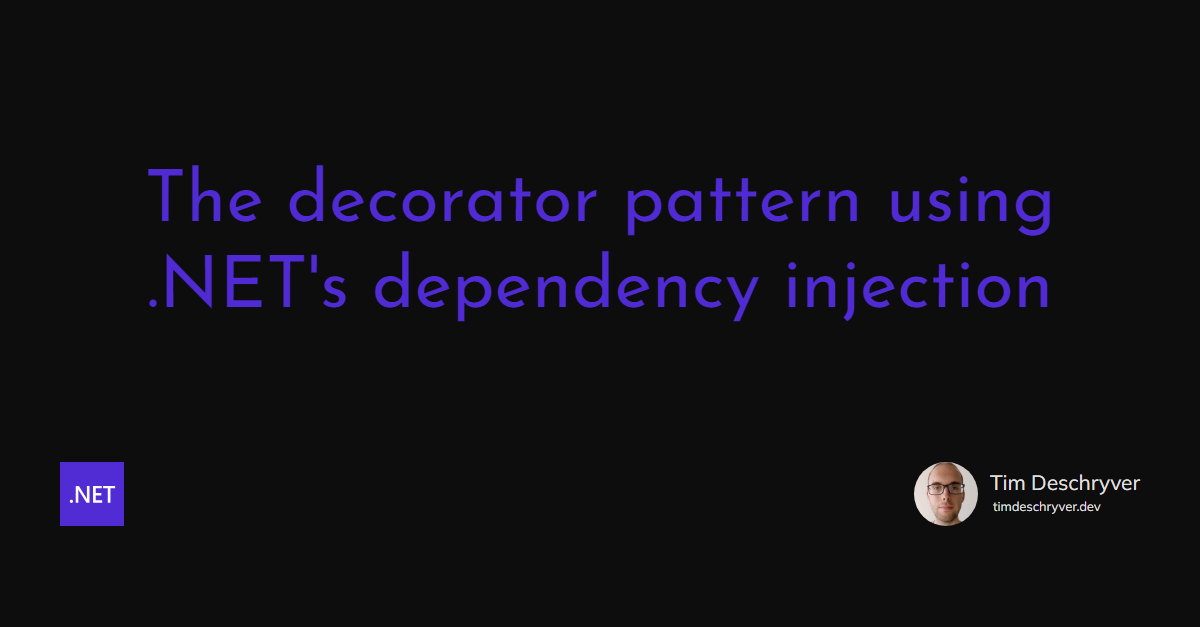 The decorator pattern using
.NET's dependency injection
.NET
Tim Deschryver
timdeschryver.dev